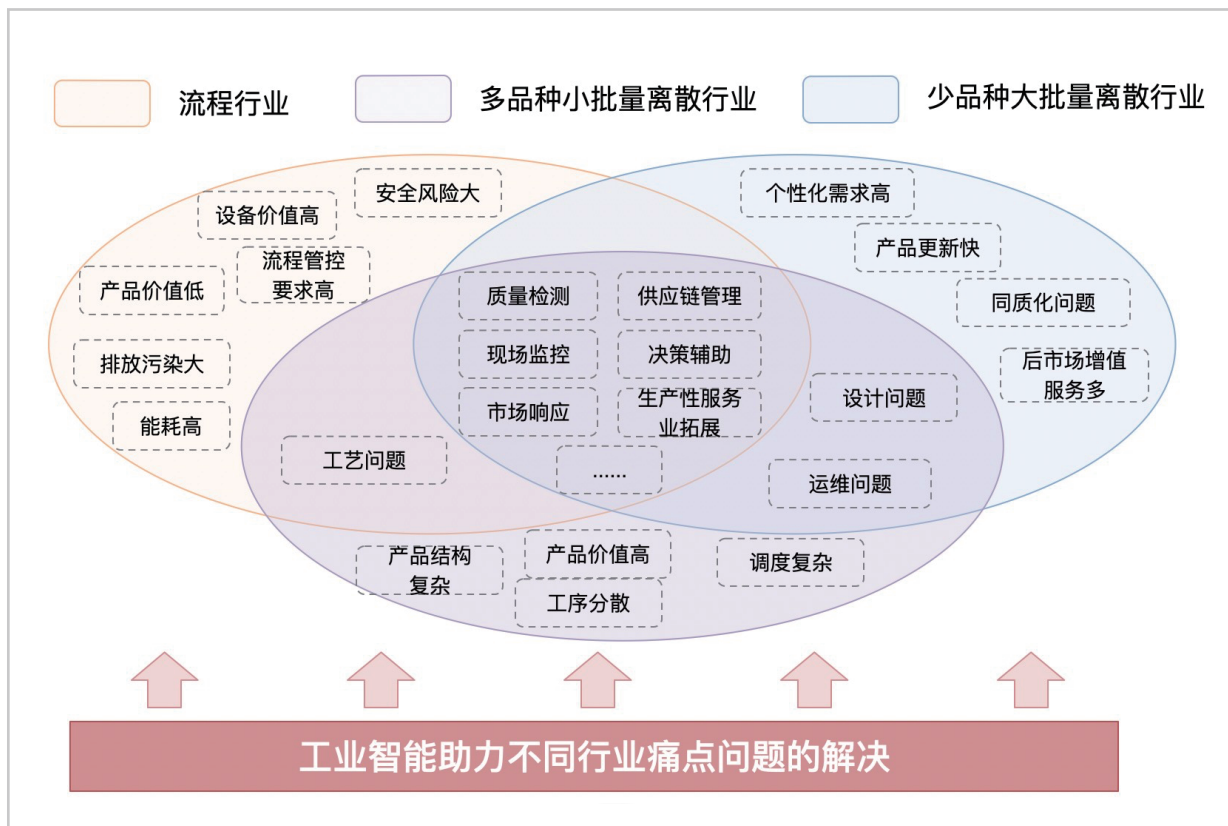 流程行业
多品种小批量离散行业
少品种大批量离散行业
安全风险大
设备价值高
流程管控
要求高
产品价值低
排放污染大
能耗高
个性化需求高
产品更新快
同质化问题
后市场增值
服务多
质量检测
供应链管理
现场监控
决策辅助
市场响应
生产性服务
业拓展
……
设计问题
工艺问题
运维问题
产品结构
复杂
产品价值高
工序分散
调度复杂
工业智能助力不同行业痛点问题的解决